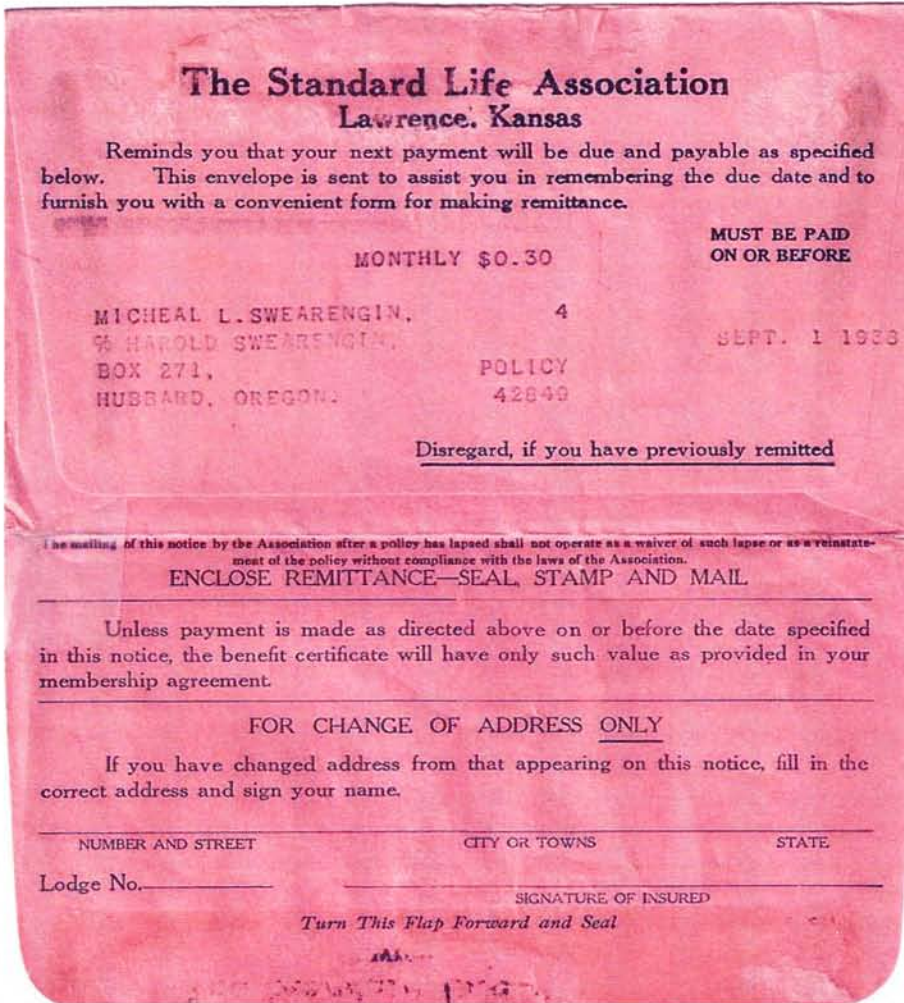 The Standard Life Association
Lawrence, Kansas
Reminds you that your next payment will be due and payable as specified
below. This envelope is sent to assist you in remembering the due date and to
furnish you with a convenient form for making remittance.
MUST BE PAID
ON OR BEFORE
MONTHLY $0.30
MICHEAL L. SWEARENGIN, 4
% HAROLD SWEARENGIN, SEPT. 1
BOX 271, POLICY
HUBBARD, OREGON. 42849
Disregard, if you have previously remitted
The mailing of this notice by the Association after a policy has lapsed shall not operate as a waiver of such lapse or as a reinstate-
ment of the policy without compliance with the laws of the Association.
ENCLOSE REMITTANCE—SEAL, STAMP AND MAIL
Unless payment is made as directed above on or before the date specified
in this notice, the benefit certificate will have only such value as provided in your
membership agreement.
FOR CHANGE OF ADDRESS ONLY
If you have changed address from that appearing on this notice, fill in the
correct address and sign your name.
NUMBER AND STREET CITY OR TOWNS STATE
Lodge No.
SIGNATURE OF INSURED
Turn This Flap Forward and Seal